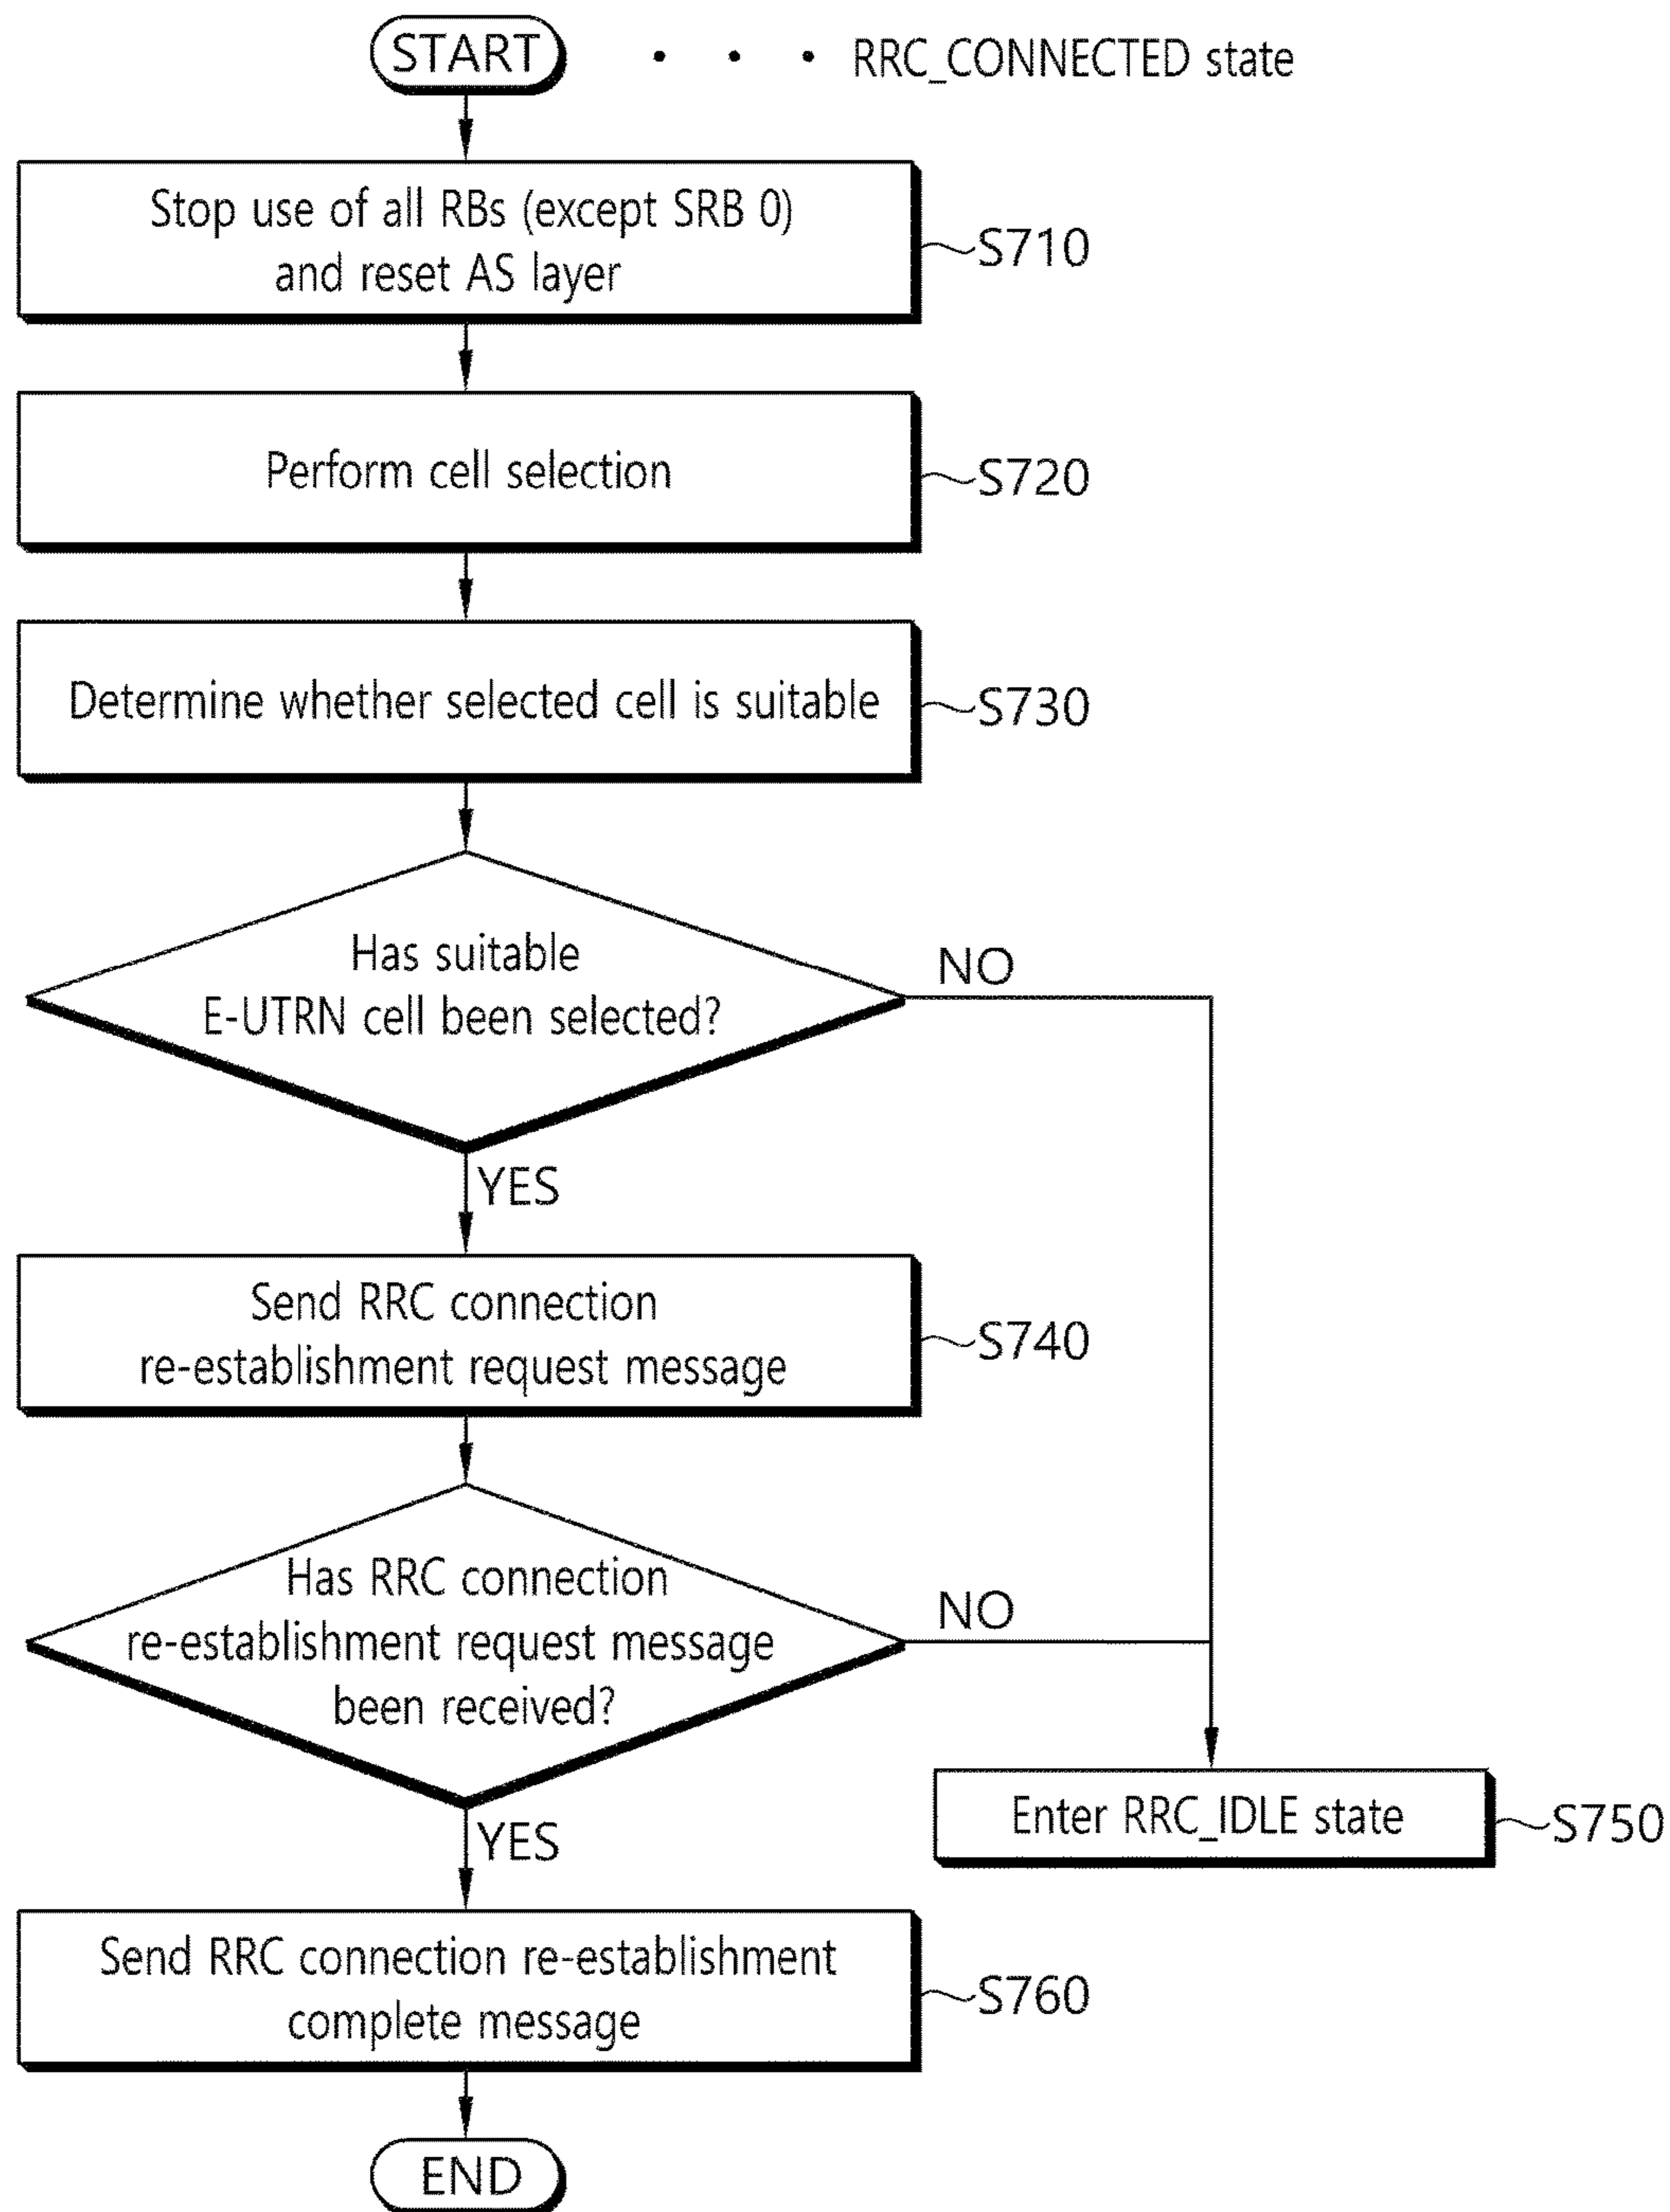 START
• • • RRC_CONNECTED state
Stop use of all RBs (except SRB 0)
and reset AS layer
S710
Perform cell selection
S720
Determine whether selected cell is suitable
S730
Has suitable
E-UTRN cell been selected?
NO
YES
Send RRC connection
re-establishment request message
S740
Has RRC connection
re-establishment request message
been received?
NO
YES
Enter RRC_IDLE state
S750
Send RRC connection re-establishment
complete message
S760
END